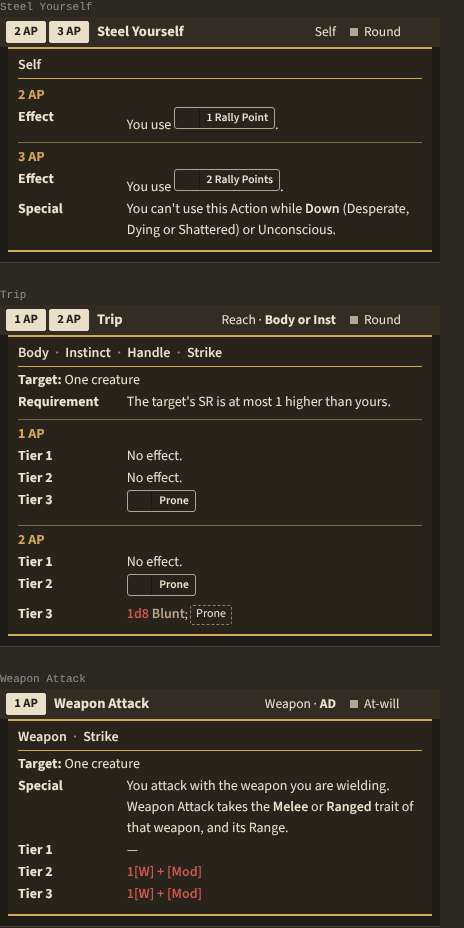 Steel Yourself
2 AP 3 AP Steel Yourself Self Round
Self
2 AP
Effect You use 1 Rally Point.
3 AP
Effect You use 2 Rally Points.
Special You can't use this Action while Down (Desperate,
Dying or Shattered) or Unconscious.
Trip
1 AP 2 AP Trip Reach · Body or Inst Round
Body · Instinct · Handle · Strike
Target: One creature
Requirement The target's SR is at most 1 higher than yours.
1 AP
Tier 1 No effect.
Tier 2 No effect.
Tier 3 Prone
2 AP
Tier 1 No effect.
Tier 2 Prone
Tier 3 1d8 Blunt; Prone
Weapon Attack
1 AP Weapon Attack Weapon · AD At-will
Weapon · Strike
Target: One creature
Special You attack with the weapon you are wielding.
Weapon Attack takes the Melee or Ranged trait of
that weapon, and its Range.
Tier 1 —
Tier 2 1[W] + [Mod]
Tier 3 1[W] + [Mod]